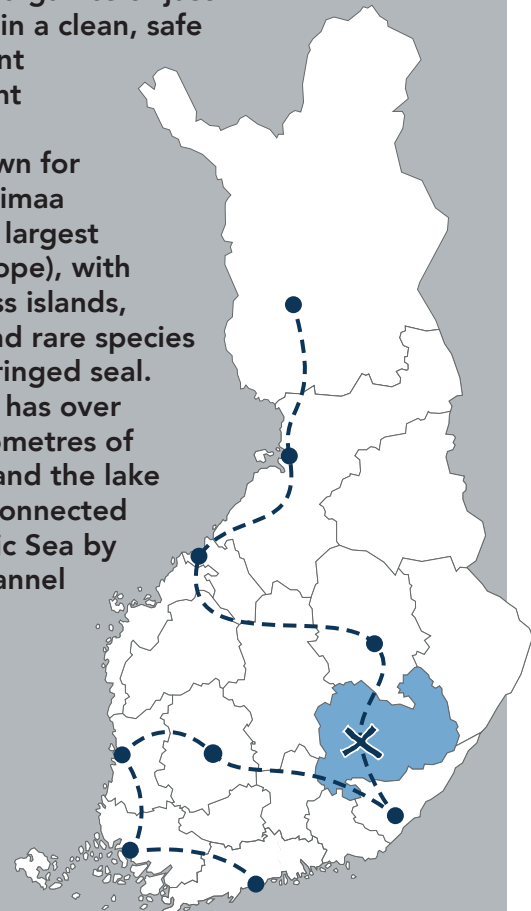 in a clean, safe
nt
nt
wn for
imaa
largest
ope), with
ss islands,
nd rare species
ringed seal.
has over
ometres of
and the lake
onnected
ic Sea by
annel